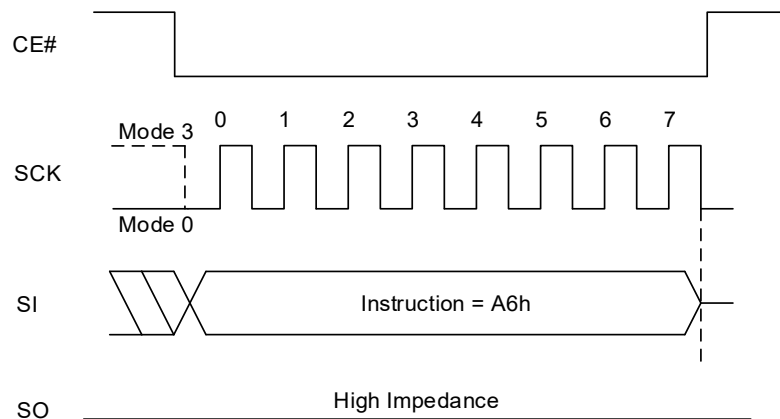 CE#
Mode 3
0 1 2 3 4 5 6 7
SCK
Mode 0
SI
Instruction = A6h
High Impedance
SO